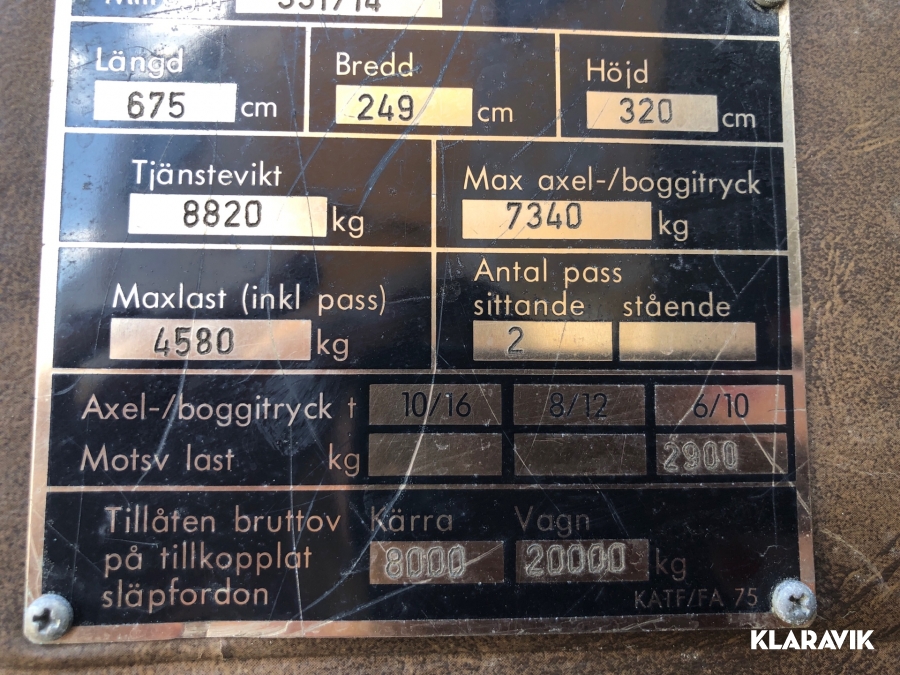 Längd Bredd Höjd
675 cm 249 cm 320 cm
Tjänstevikt Max axel-/boggitryck
8820 kg 7340 kg
Maxlast (inkl pass) Antal pass
sittande stående
4580 kg 2
Axel-/boggitryck t 10/16 8/12 6/10
Motsv last kg 2900
Tillåten bruttov Kärra Vagn
på tillkopplat 8000 20000 kg
släpfordon
KATF/FA 75
KLARAVIK